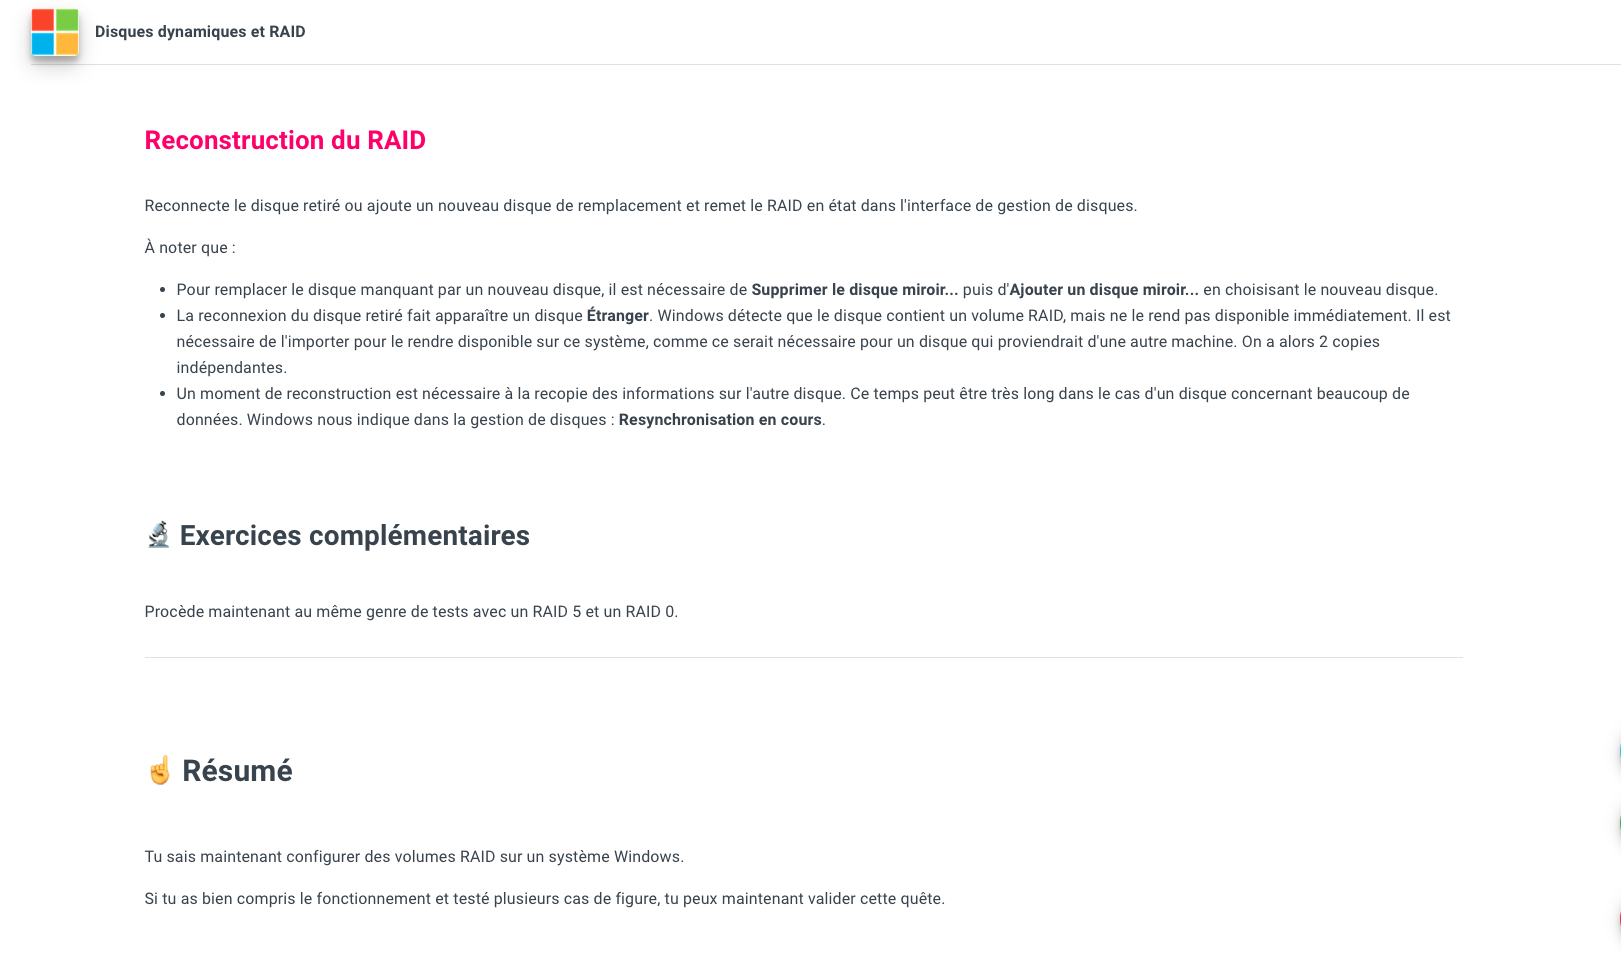 Disques dynamiques et RAID
Reconstruction du RAID
Reconnecte le disque retiré ou ajoute un nouveau disque de remplacement et remet le RAID en état dans l'interface de gestion de disques.
À noter que :
• Pour remplacer le disque manquant par un nouveau disque, il est nécessaire de Supprimer le disque miroir... puis d'Ajouter un disque miroir... en choisisant le nouveau disque.
• La reconnexion du disque retiré fait apparaître un disque Étranger. Windows détecte que le disque contient un volume RAID, mais ne le rend pas disponible immédiatement. Il est
nécessaire de l'importer pour le rendre disponible sur ce système, comme ce serait nécessaire pour un disque qui proviendrait d'une autre machine. On a alors 2 copies
indépendantes.
• Un moment de reconstruction est nécessaire à la recopie des informations sur l'autre disque. Ce temps peut être très long dans le cas d'un disque concernant beaucoup de
données. Windows nous indique dans la gestion de disques : Resynchronisation en cours.
🔬 Exercices complémentaires
Procède maintenant au même genre de tests avec un RAID 5 et un RAID 0.
☝️ Résumé
Tu sais maintenant configurer des volumes RAID sur un système Windows.
Si tu as bien compris le fonctionnement et testé plusieurs cas de figure, tu peux maintenant valider cette quête.